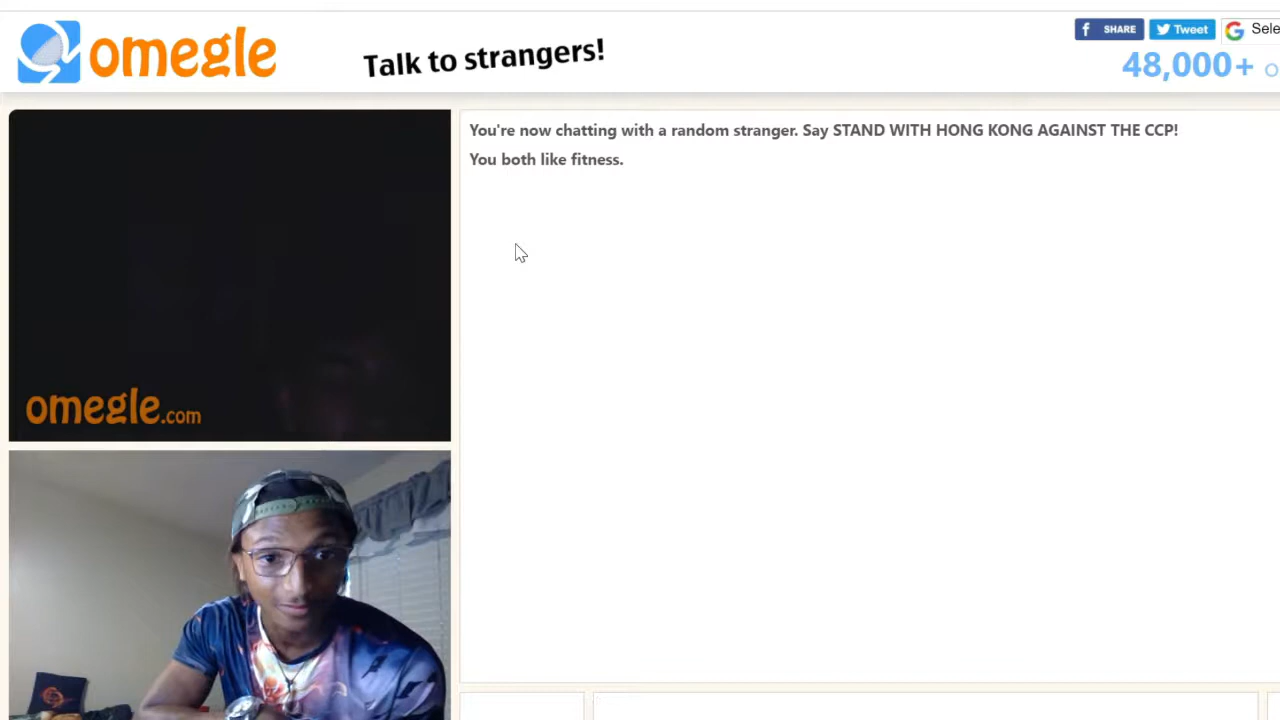 omegle
Talk to strangers!
SHARE
Tweet
Sele
48,000+ o
You're now chatting with a random stranger. Say STAND WITH HONG KONG AGAINST THE CCP!
You both like fitness.
omegle.com